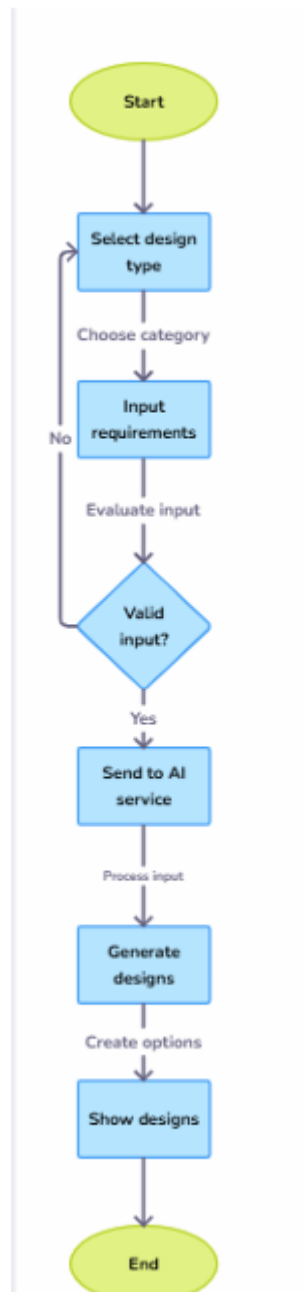 Start
Select design
type
Choose category
Input
requirements
No
Evaluate input
Valid
input?
Yes
Send to AI
service
Process input
Generate
designs
Create options
Show designs
End